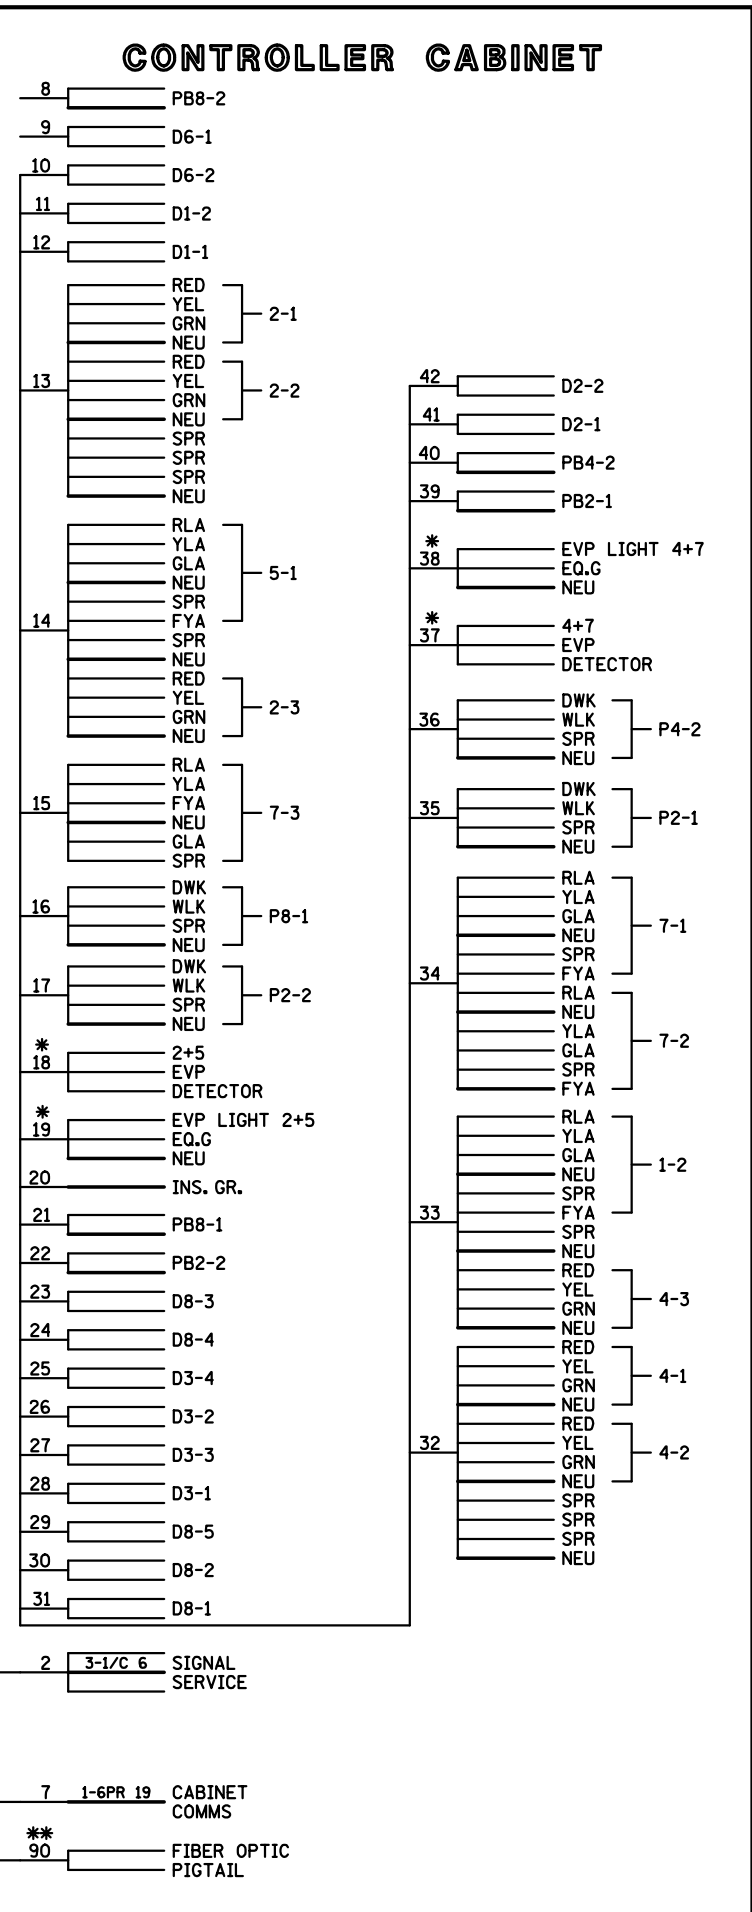 CONTROLLER CABINET
8 PB8-2
9 D6-1
10 D6-2
11 D1-2
12 D1-1
RED
YEL
GRN
NEU
2-1
13
RED
YEL
GRN
NEU
2-2
SPR
SPR
SPR
NEU
RLA
YLA
GLA
NEU
SPR
FYA
5-1
14
SPR
NEU
RED
YEL
GRN
NEU
2-3
RLA
YLA
15 FYA
NEU
GLA
SPR
7-3
DWK
16 WLK
SPR
NEU
P8-1
DWK
17 WLK
SPR
NEU
P2-2
*
18
2+5
EVP
DETECTOR
*
19
EVP LIGHT 2+5
EQ.G
NEU
20 INS. GR.
21 PB8-1
22 PB2-2
23 D8-3
24 D8-4
25 D3-4
26 D3-2
27 D3-3
28 D3-1
29 D8-5
30 D8-2
31 D8-1
42 D2-2
41 D2-1
40 PB4-2
39 PB2-1
*
38
EVP LIGHT 4+7
EQ.G
NEU
*
37
4+7
EVP
DETECTOR
DWK
36 WLK
SPR
NEU
P4-2
DWK
35 WLK
SPR
NEU
P2-1
RLA
YLA
GLA
NEU
SPR
FYA
7-1
34
RLA
NEU
YLA
GLA
SPR
FYA
7-2
RLA
YLA
GLA
NEU
SPR
FYA
1-2
33
SPR
NEU
RED
YEL
GRN
NEU
4-3
RED
YEL
GRN
NEU
4-1
32
RED
YEL
GRN
NEU
4-2
SPR
SPR
SPR
NEU
2 3-1/C 6 SIGNAL
SERVICE
7 1-6PR 19 CABINET
COMMS
**
90 FIBER OPTIC
PIGTAIL